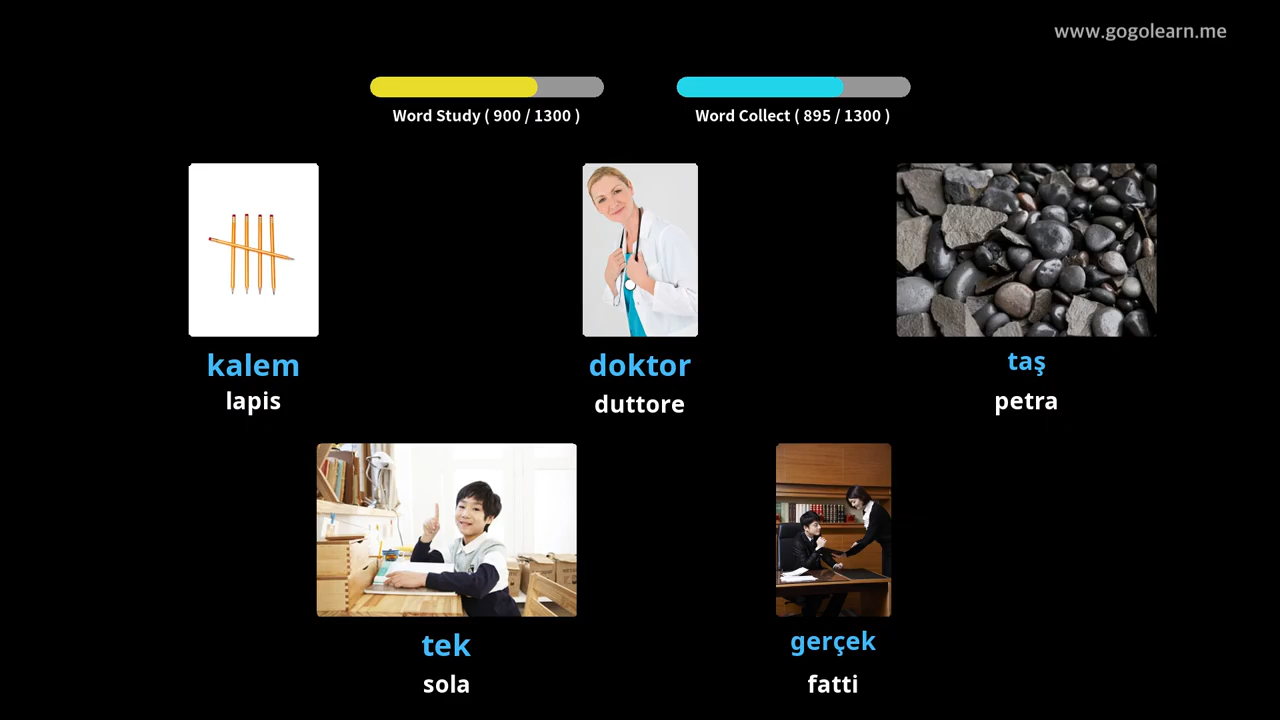 www.gogolearn.me
Word Study ( 900 / 1300 )
Word Collect ( 895 / 1300 )
kalem
lapis
doktor
duttore
taş
petra
tek
sola
gerçek
fatti